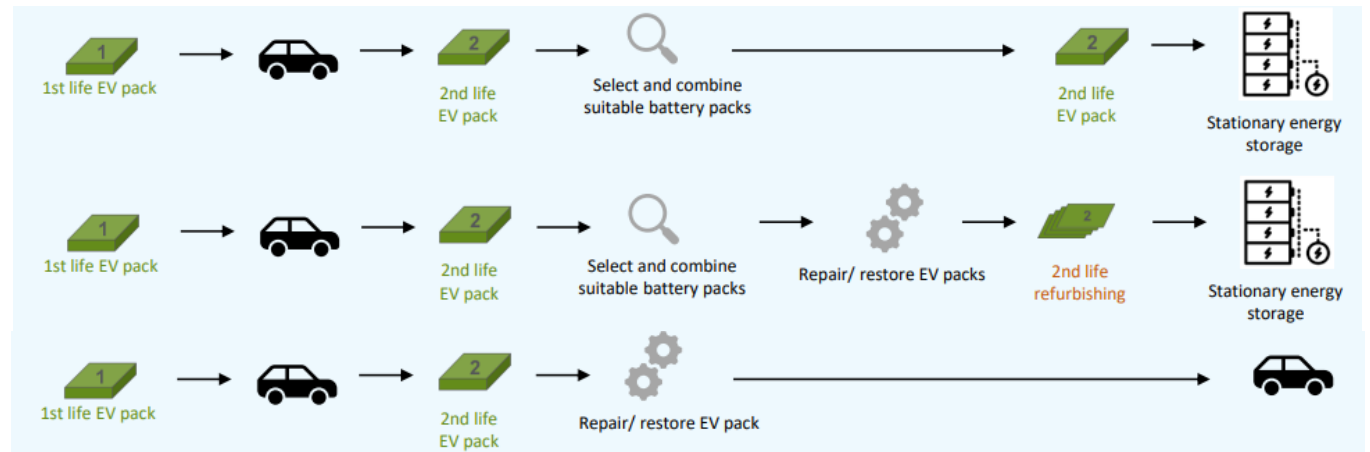 1
1st life EV pack
2
2nd life
EV pack
Select and combine
suitable battery packs
2
2nd life
EV pack
Stationary energy
storage
1
1st life EV pack
2
2nd life
EV pack
Select and combine
suitable battery packs
Repair/ restore EV packs
2
2nd life
refurbishing
Stationary energy
storage
1
1st life EV pack
2
2nd life
EV pack
Repair/ restore EV pack